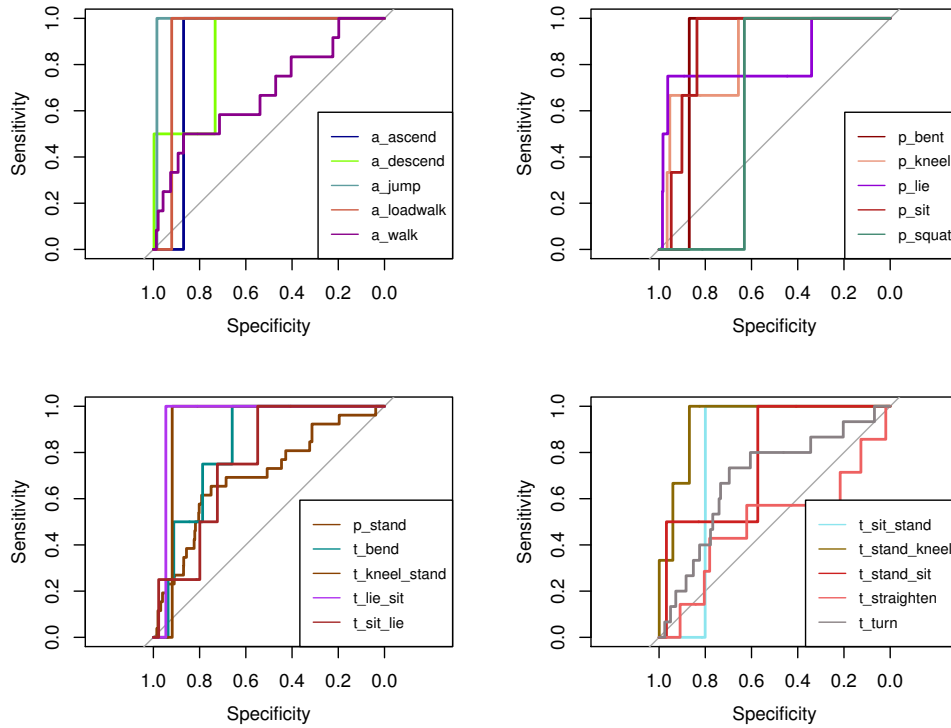 1.0
0.8
0.6
0.4
0.2
0.0
Sensitivity
a_ascend
a_descend
a_jump
a_loadwalk
a_walk
1.0 0.8 0.6 0.4 0.2 0.0
Specificity
1.0
0.8
0.6
0.4
0.2
0.0
Sensitivity
p_bent
p_kneel
p_lie
p_sit
p_squat
1.0 0.8 0.6 0.4 0.2 0.0
Specificity
1.0
0.8
0.6
0.4
0.2
0.0
Sensitivity
p_stand
t_bend
t_kneel_stand
t_lie_sit
t_sit_lie
1.0 0.8 0.6 0.4 0.2 0.0
Specificity
1.0
0.8
0.6
0.4
0.2
0.0
Sensitivity
t_sit_stand
t_stand_kneel
t_stand_sit
t_straighten
t_turn
1.0 0.8 0.6 0.4 0.2 0.0
Specificity